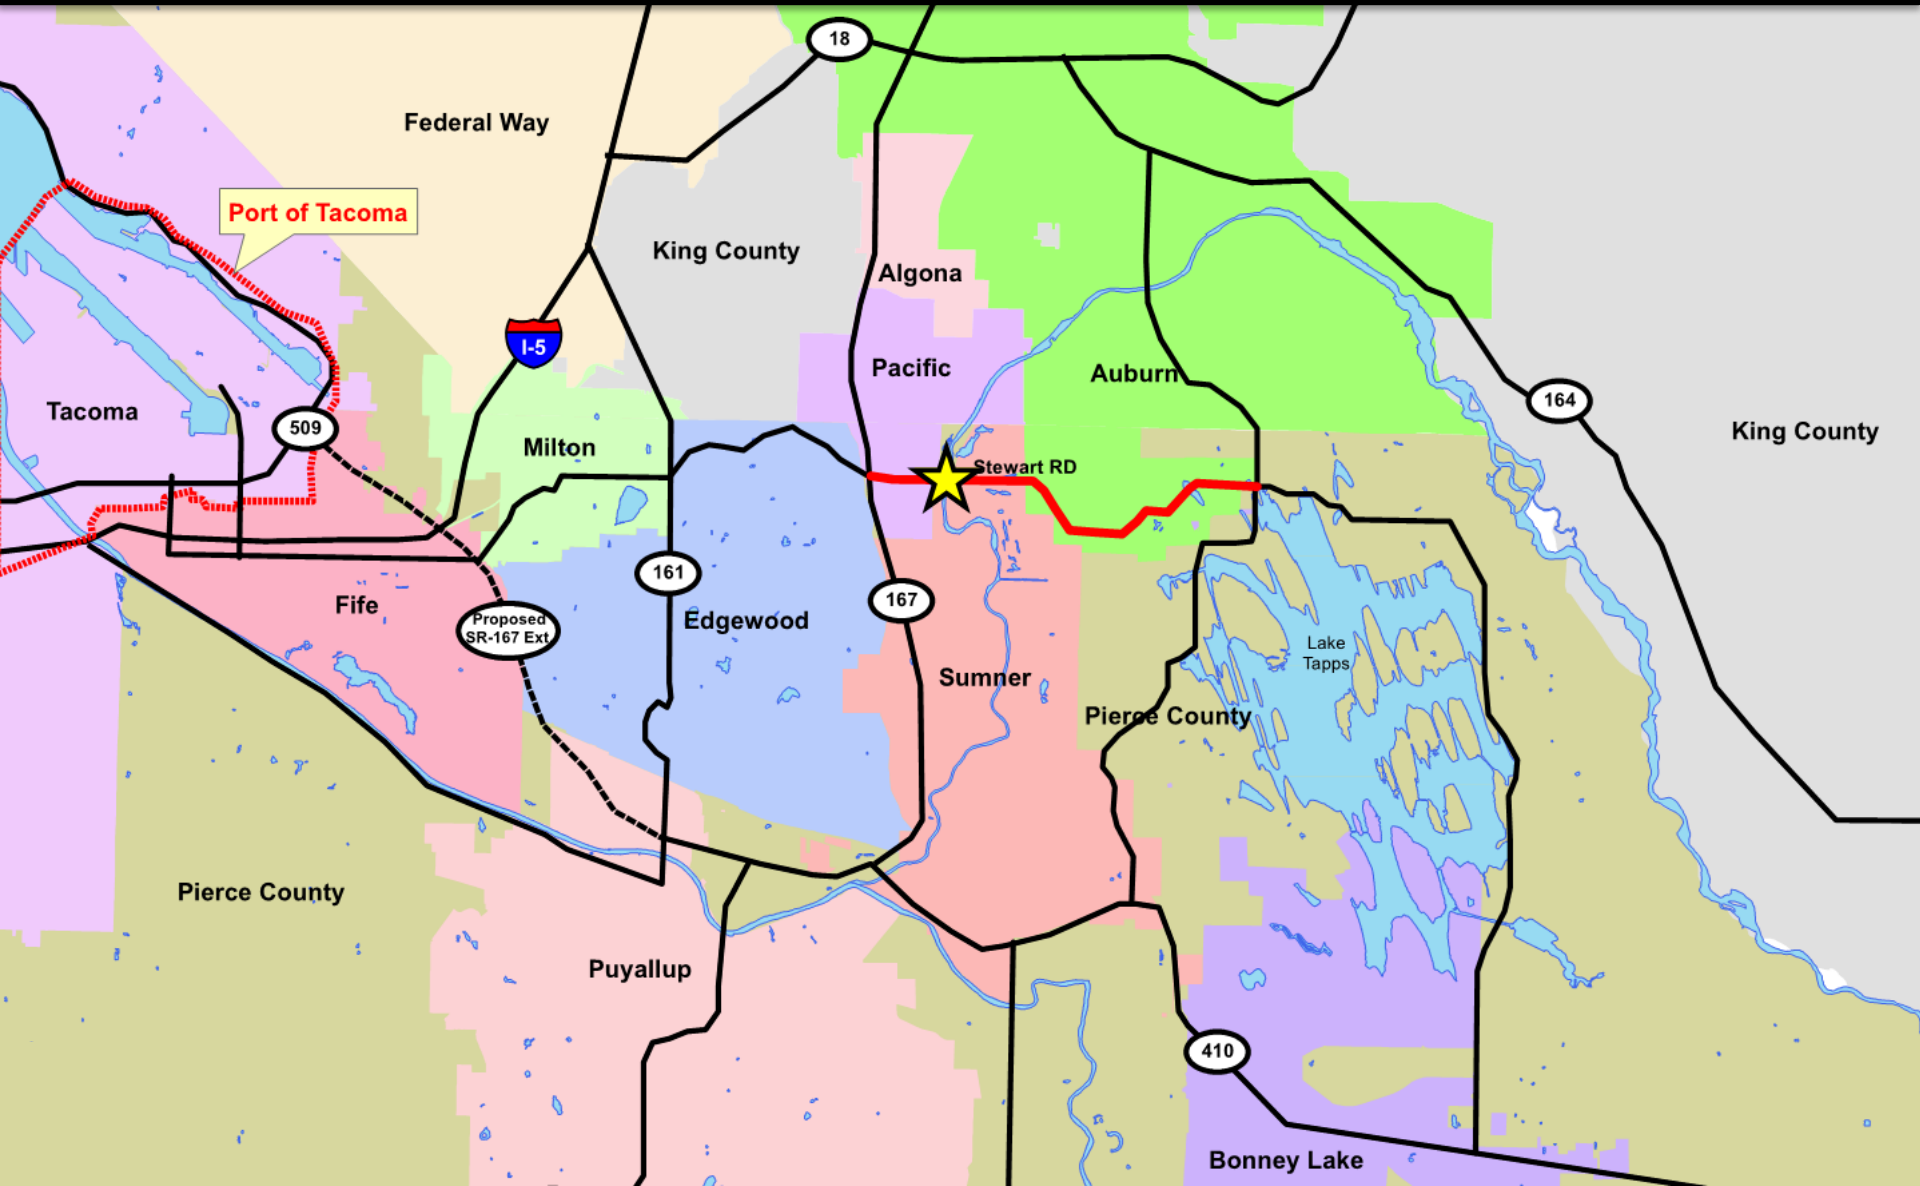 18
Federal Way
Port of Tacoma
King County
Algona
I-5
Pacific
Auburn
164
Tacoma
509
King County
Milton
Stewart RD
161
167
Fife
Proposed
SR-167 Ext
Edgewood
Lake
Tapps
Sumner
Pierce County
Pierce County
Puyallup
410
Bonney Lake